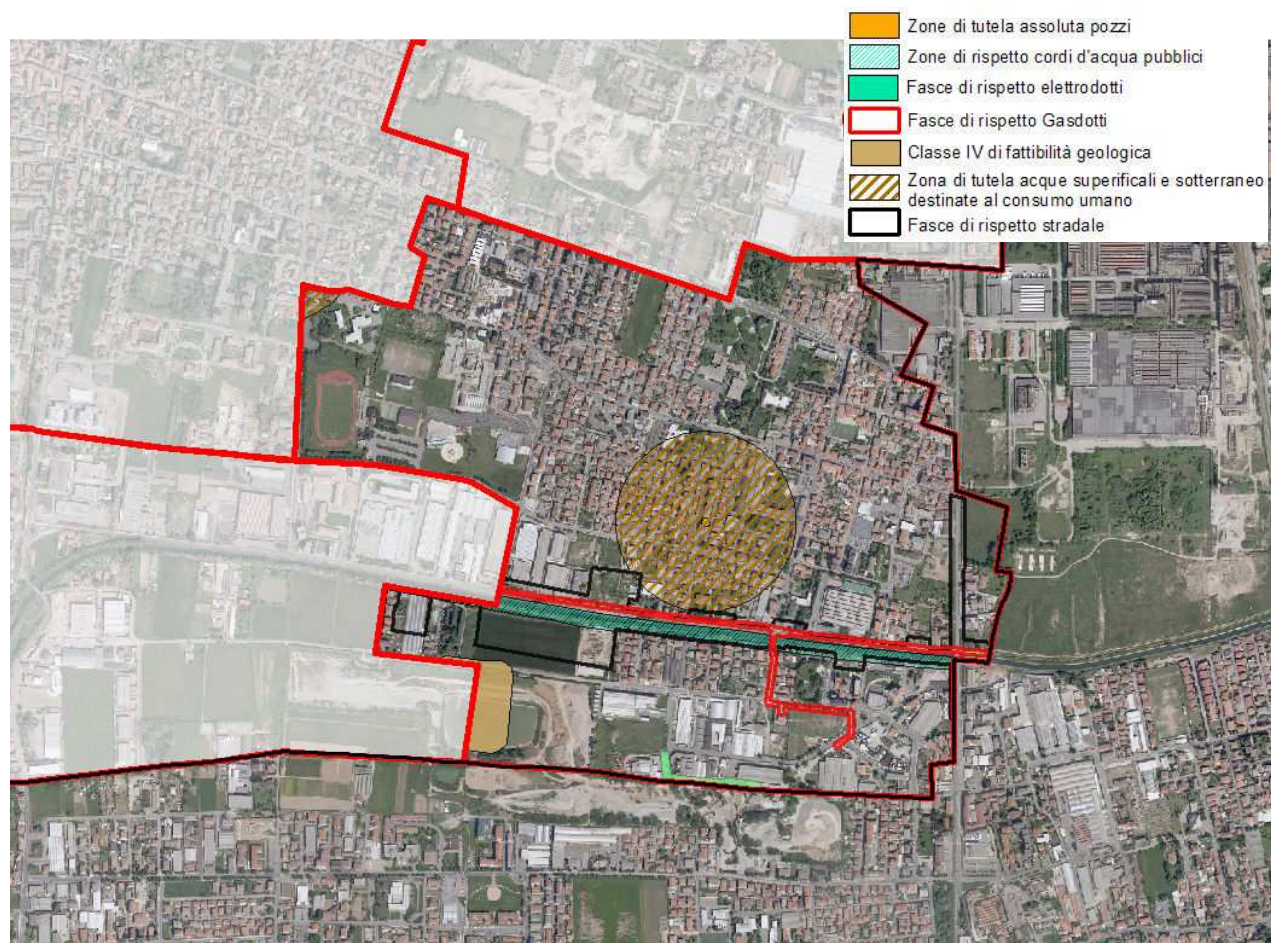 Zone di tutela assoluta pozzi
Zone di rispetto cordi d'acqua pubblici
Fasce di rispetto elettrodotti
Fasce di rispetto Gasdotti
Classe IV di fattibilità geologica
Zona di tutela acque superificali e sotterraneo
destinate al consumo umano
Fasce di rispetto stradale